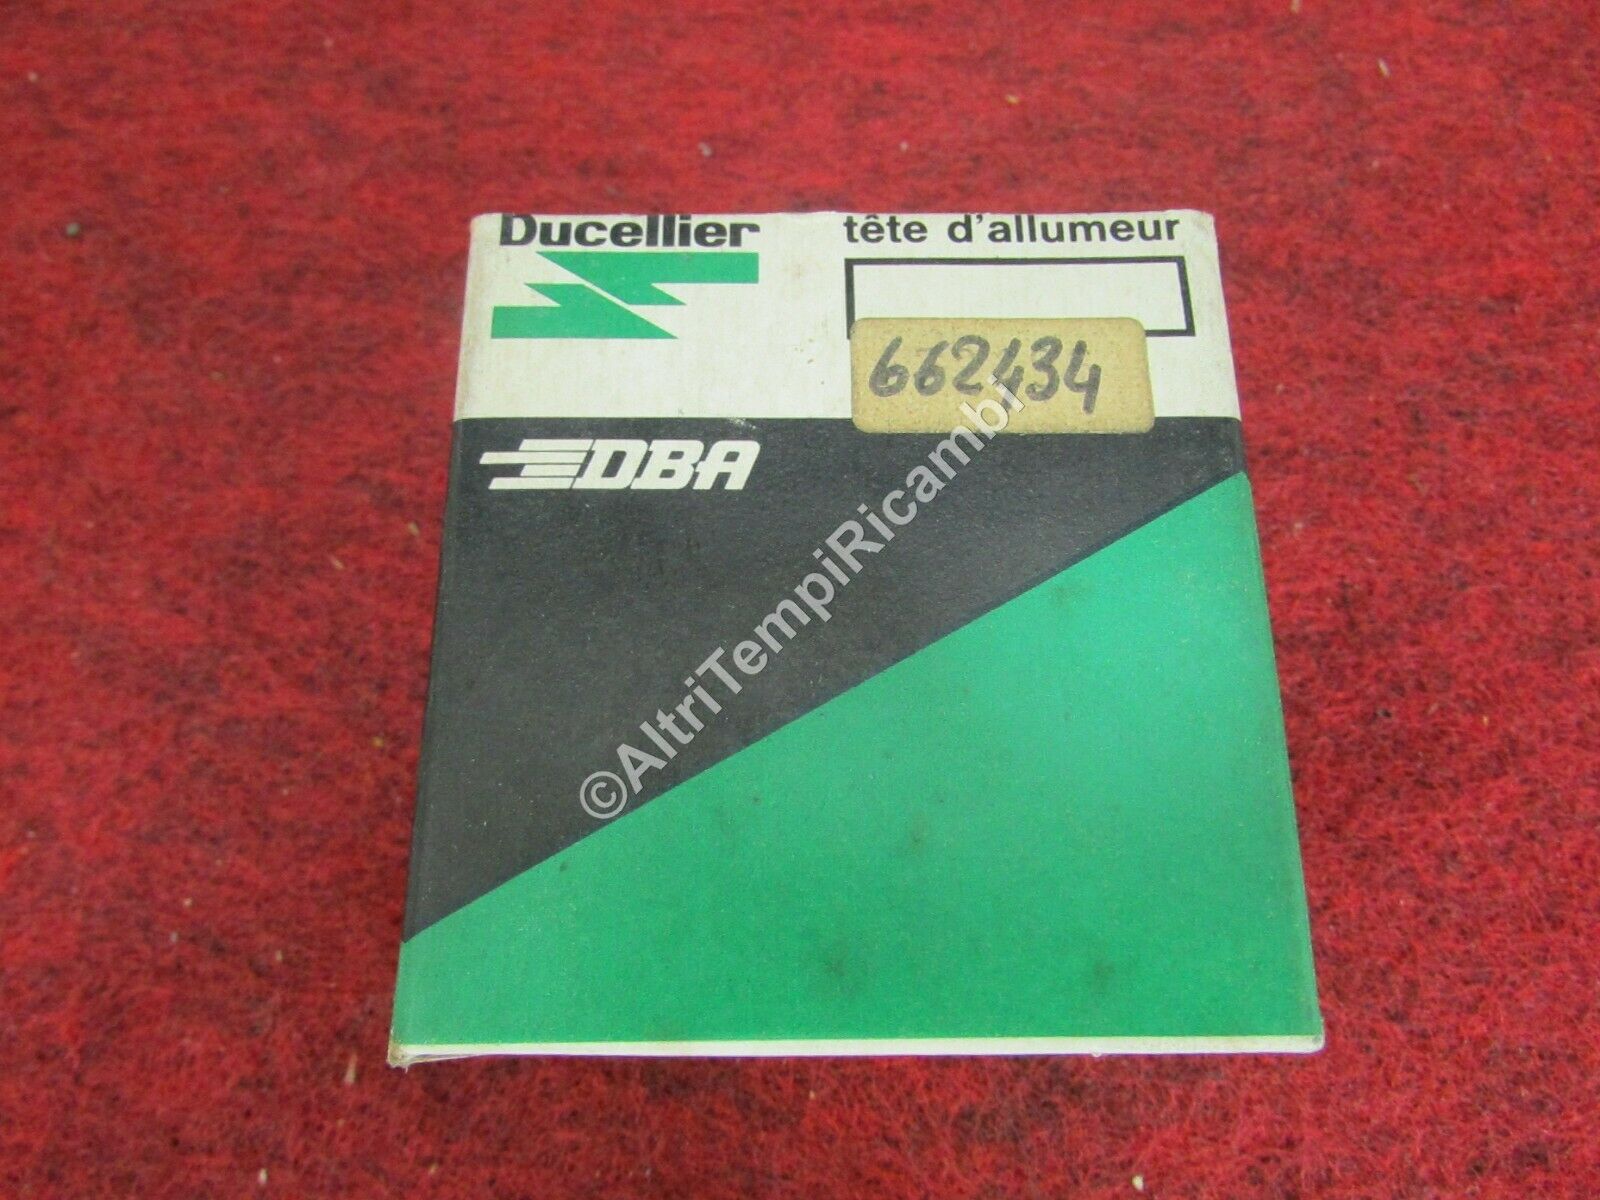 Ducellier
tête d'allumeur
662434
DBA
©AltriTempiRicambi